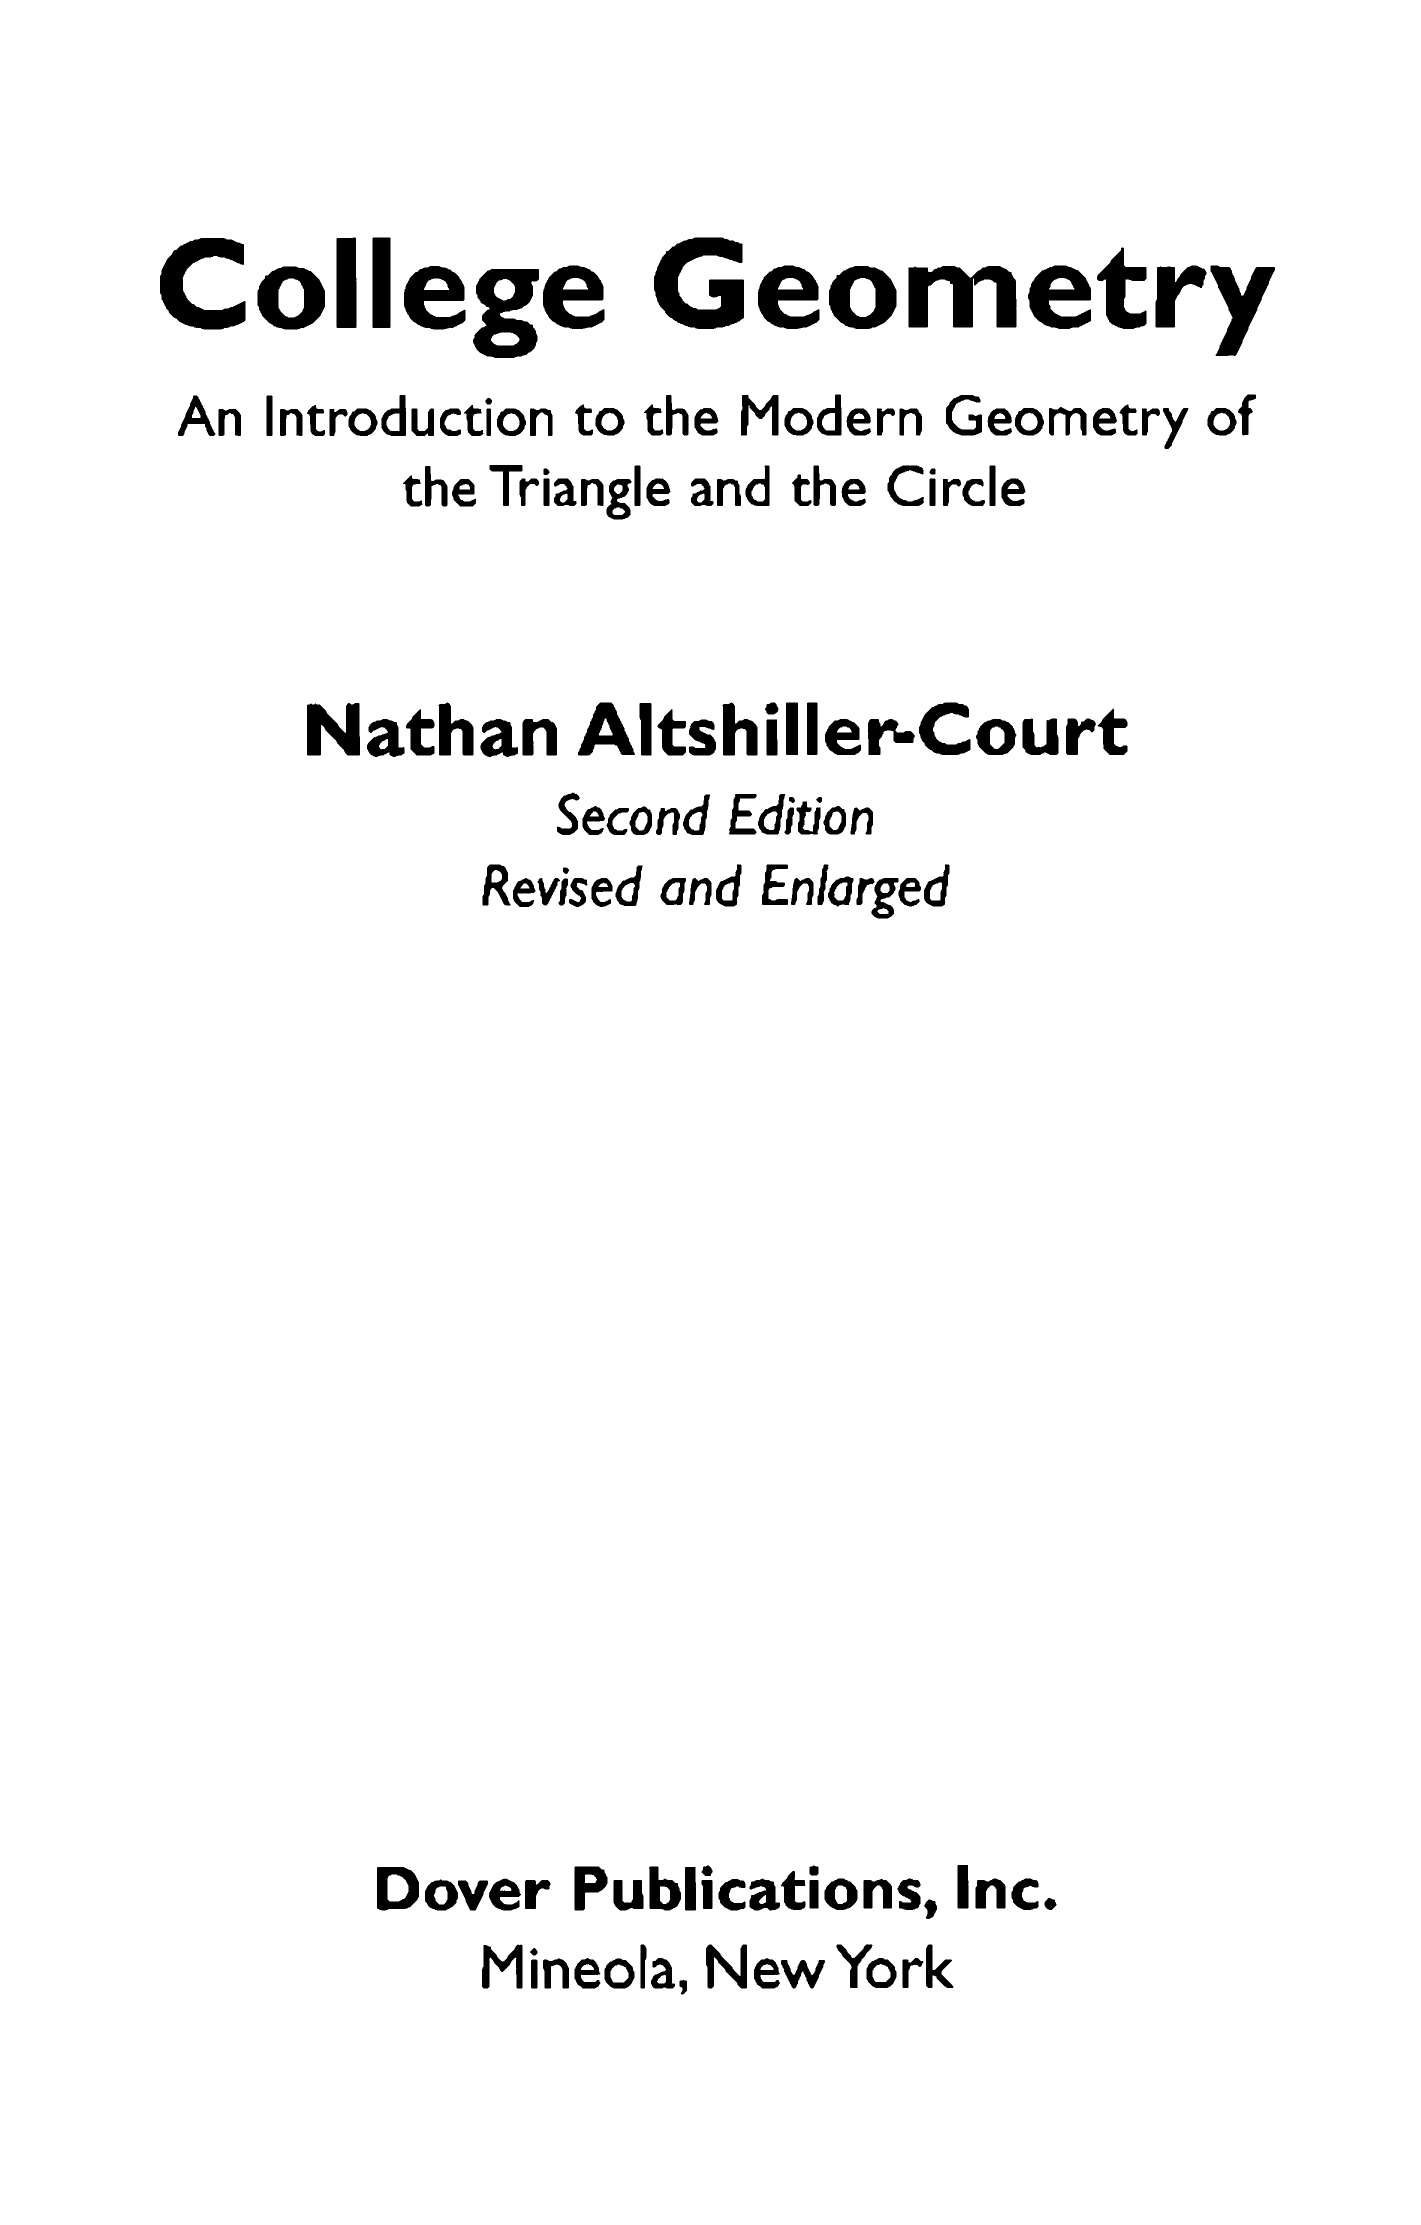 College Geometry
An Introduction to the Modern Geometry of
the Triangle and the Circle
Nathan Altshiller-Court
Second Edition
Revised and Enlarged
Dover Publications, Inc.
Mineola, New York